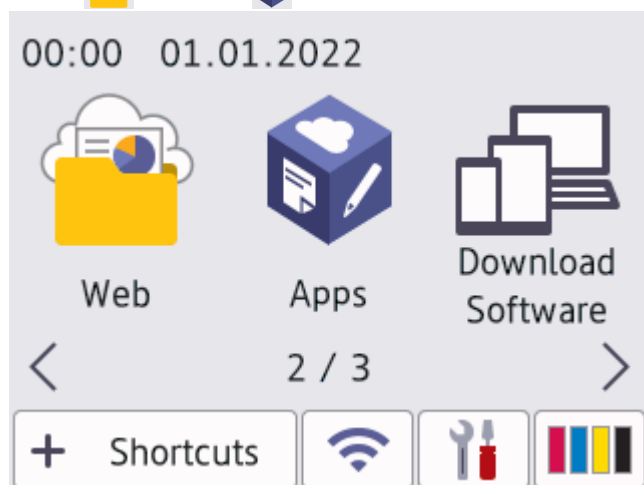 00:00 01.01.2022
Web
Apps
Download
Software
2 / 3
+ Shortcuts